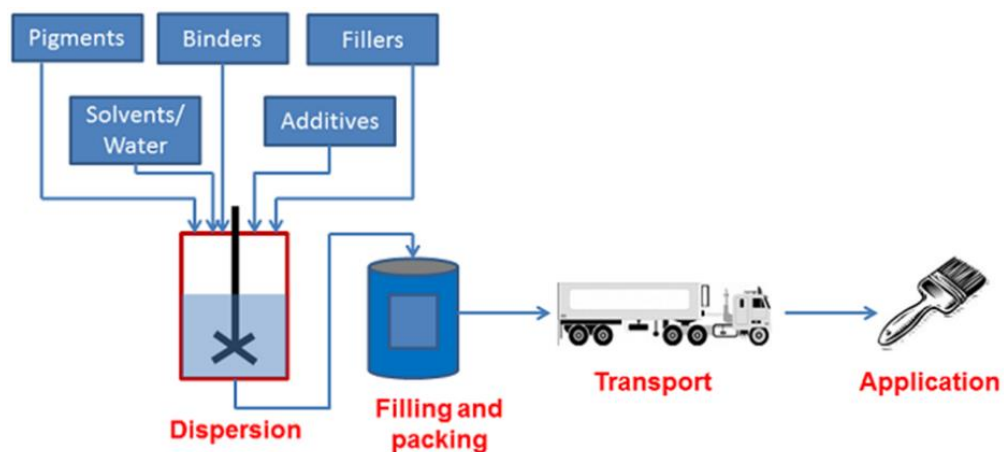 Pigments
Binders
Fillers
Solvents/
Water
Additives
Dispersion
Filling and
packing
Transport
Application